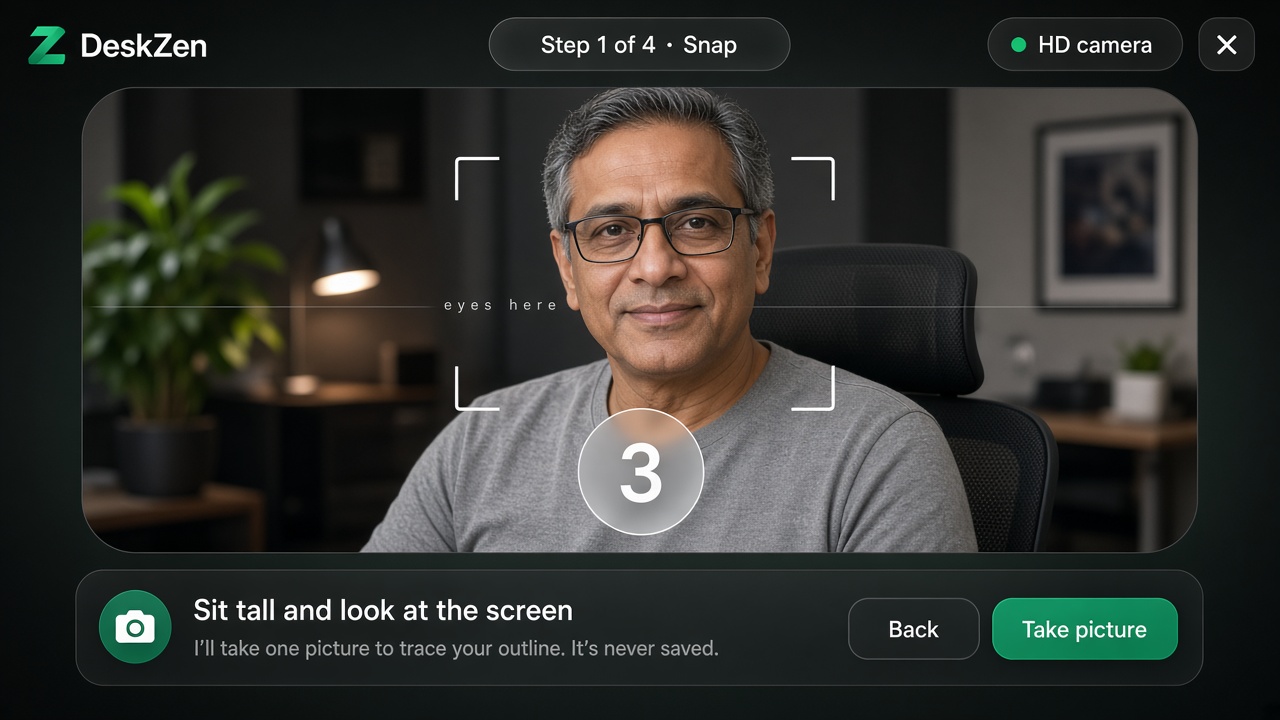 DeskZen
Step 1 of 4 • Snap
HD camera
eyes here
3
Sit tall and look at the screen
I’ll take one picture to trace your outline. It’s never saved.
Back
Take picture